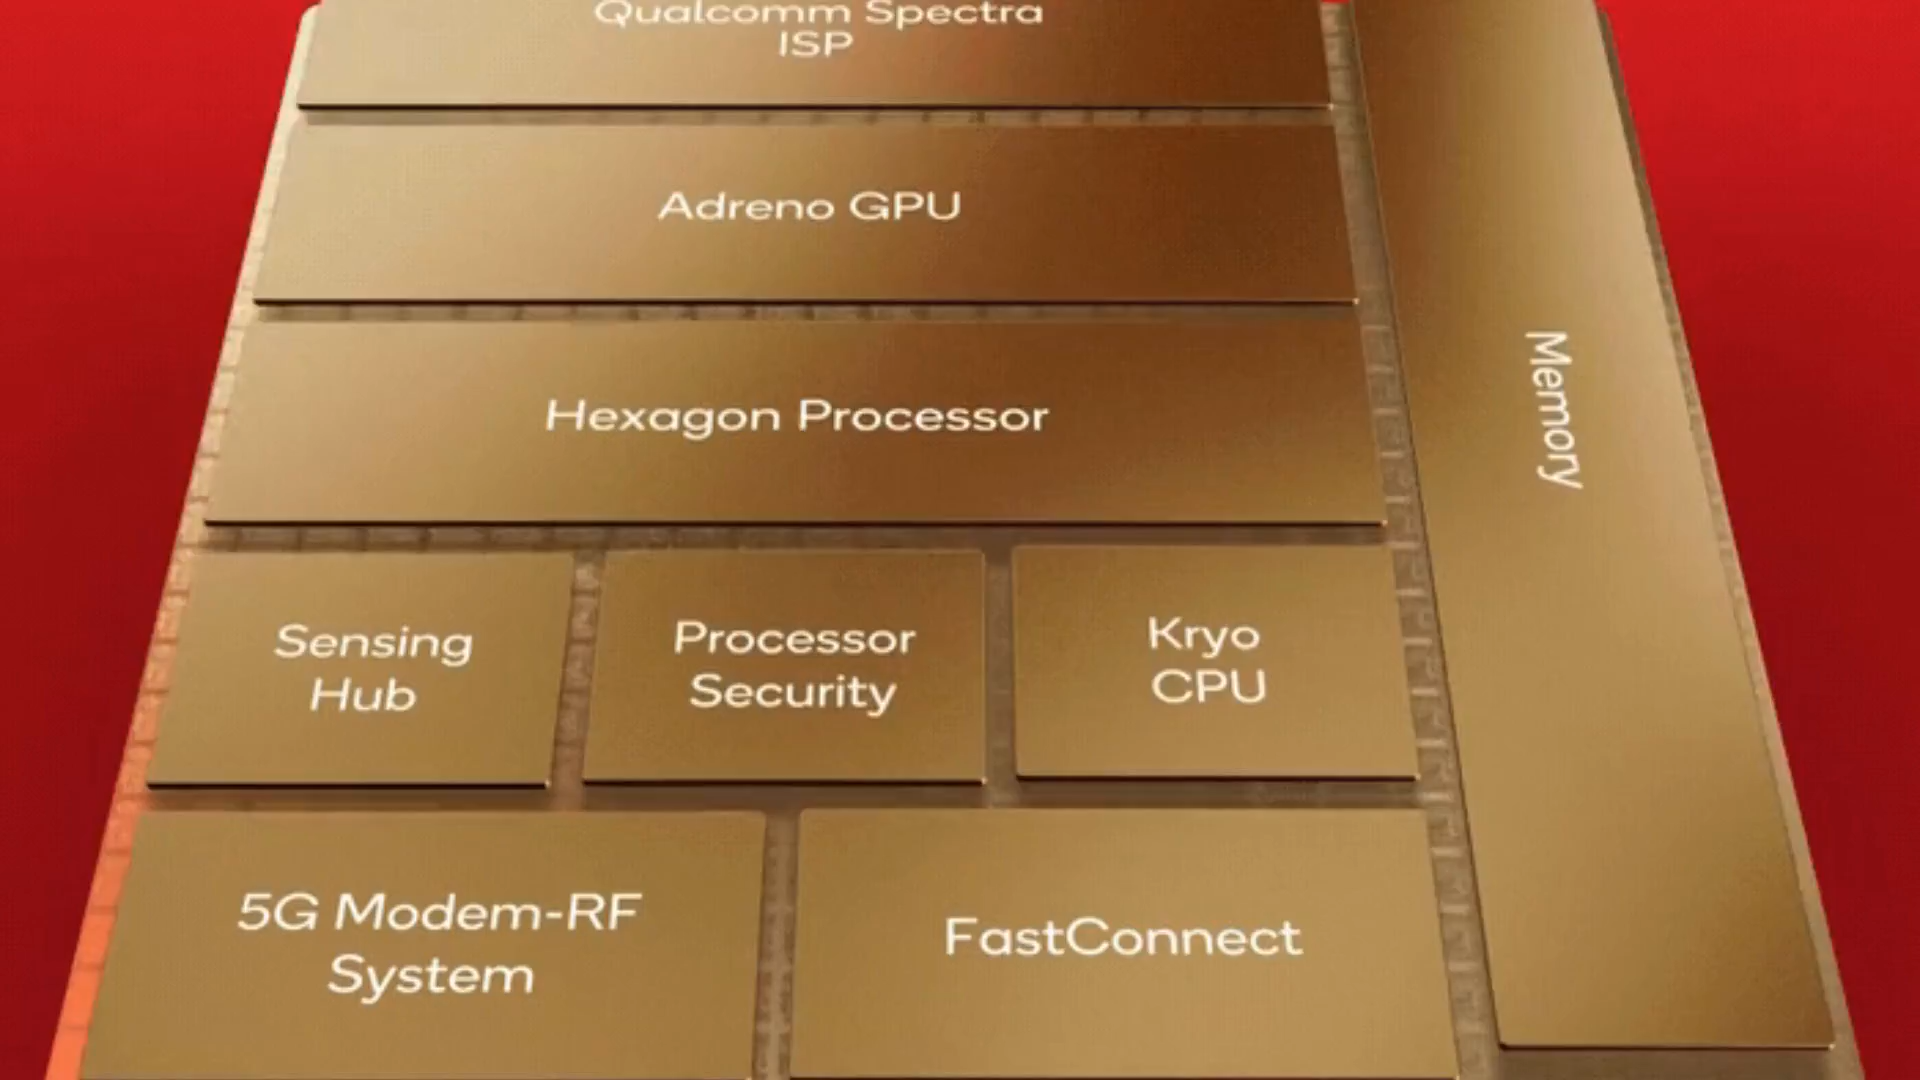 Qualcomm Spectra
ISP
Adreno GPU
Hexagon Processor
Memory
Sensing
Hub
Processor
Security
Kryo
CPU
5G Modem-RF
System
FastConnect